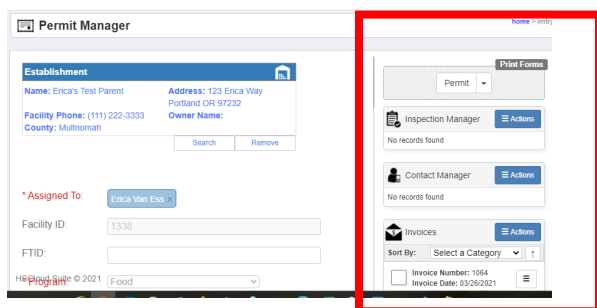 Permit Manager
home > entry
Establishment
Name: Erica's Test Parent
Address: 123 Erica Way Portland OR 97232
Facility Phone: (111) 222-3333
Owner Name:
County: Multnomah
Search Remove
* Assigned To: Erica Van Ess x
Facility ID: 1338
FTID:
* Program: Food
HSCloud Suite © 2021
Print Forms
Permit
Inspection Manager
Actions
No records found
Contact Manager
Actions
No records found
Invoices
Actions
Sort By: Select a Category ↑
Invoice Number: 1064
Invoice Date: 03/26/2021